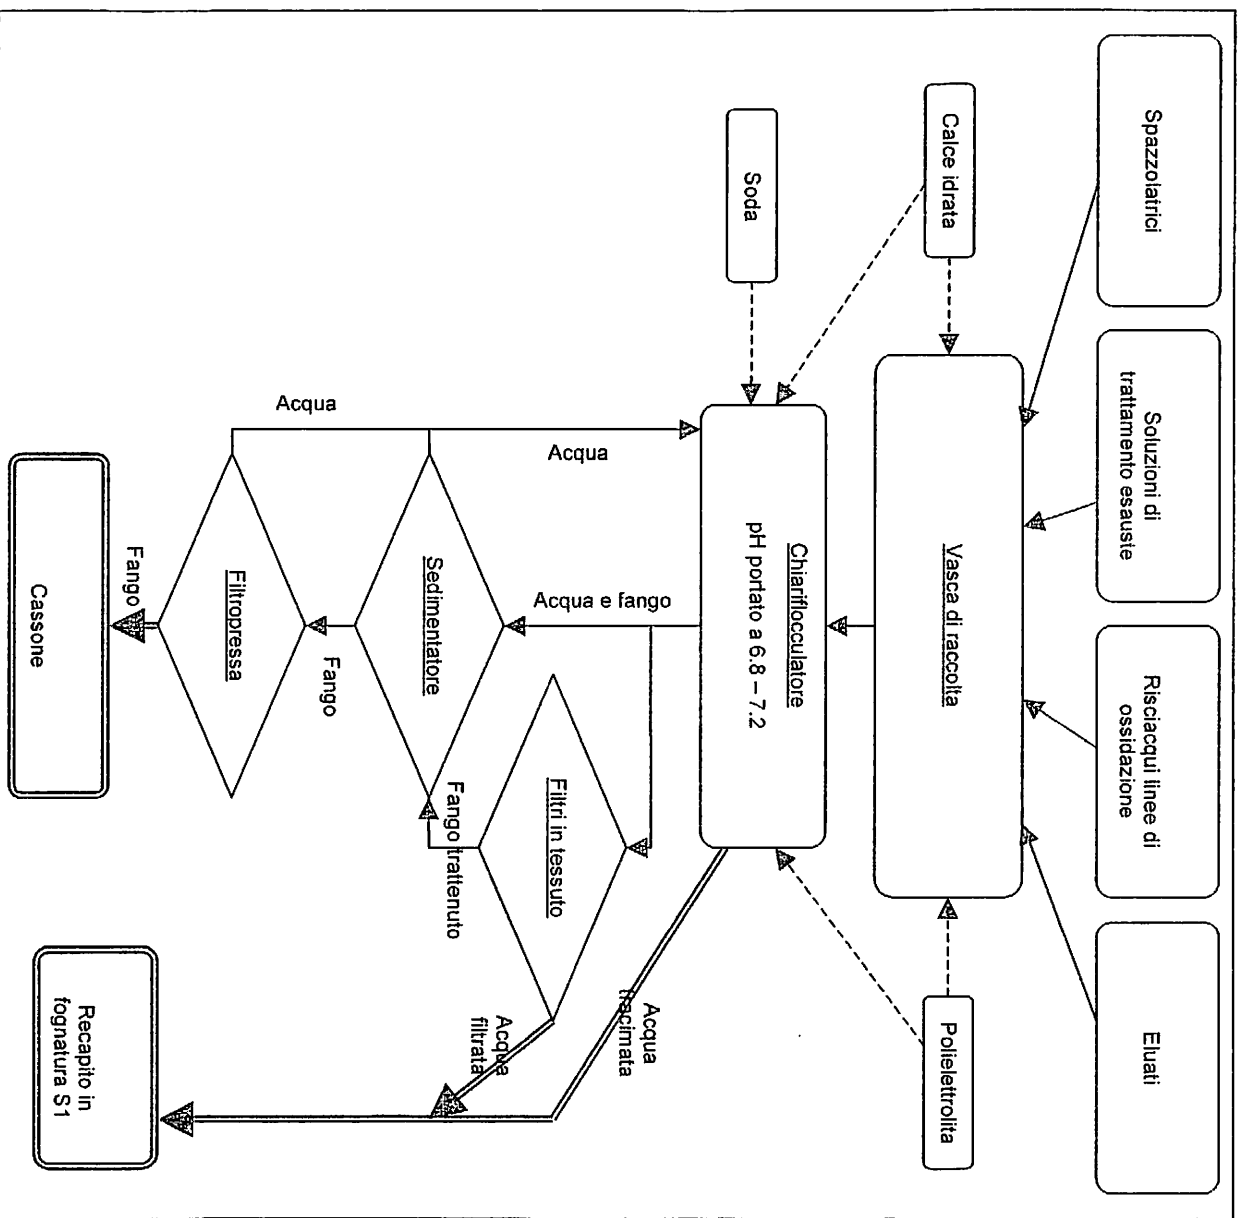 Spazzolatrici
Soluzioni di
trattamento esauste
Risciacqui linee di
ossidazione
Eluati
Calce idrata
Vasca di raccolta
Polielettrolita
Soda
Chiariflocculatore
pH portato a 6.8 – 7.2
Acqua
Acqua e fango
Acqua
tracimata
Filtri in tessuto
Acqua
filtrata
Sedimentatore
Fango trattenuto
Acqua
Fango
Filtropressa
Fango
Cassone
Recapito in
fognatura S1